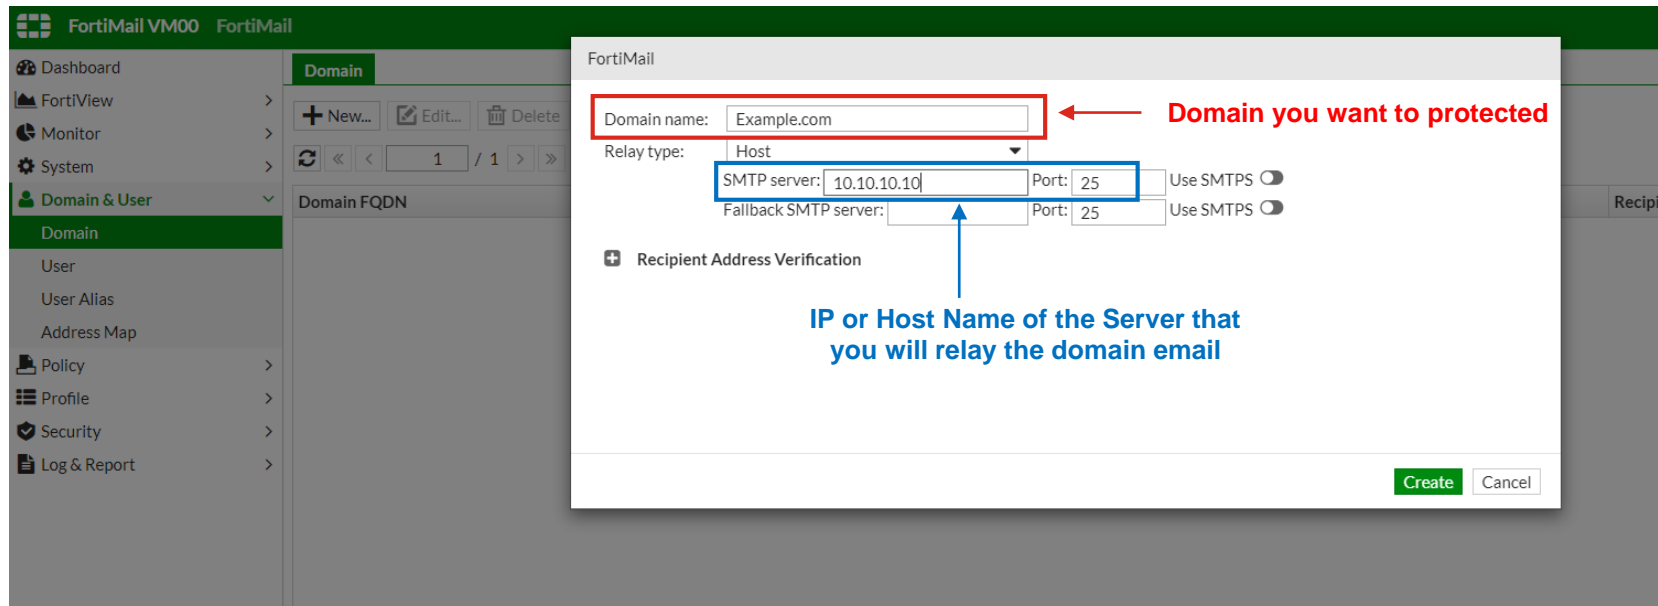 FortiMail VM00 FortiMail
Dashboard
FortiView
Monitor
System
Domain & User
Domain
User
User Alias
Address Map
Policy
Profile
Security
Log & Report
Domain
New... Edit... Delete
1 / 1
Domain FQDN
Recipi
FortiMail
Domain name: Example.com
Domain you want to protected
Relay type: Host
SMTP server: 10.10.10.10 Port: 25 Use SMTPS
Fallback SMTP server: Port: 25 Use SMTPS
Recipient Address Verification
IP or Host Name of the Server that
you will relay the domain email
Create Cancel